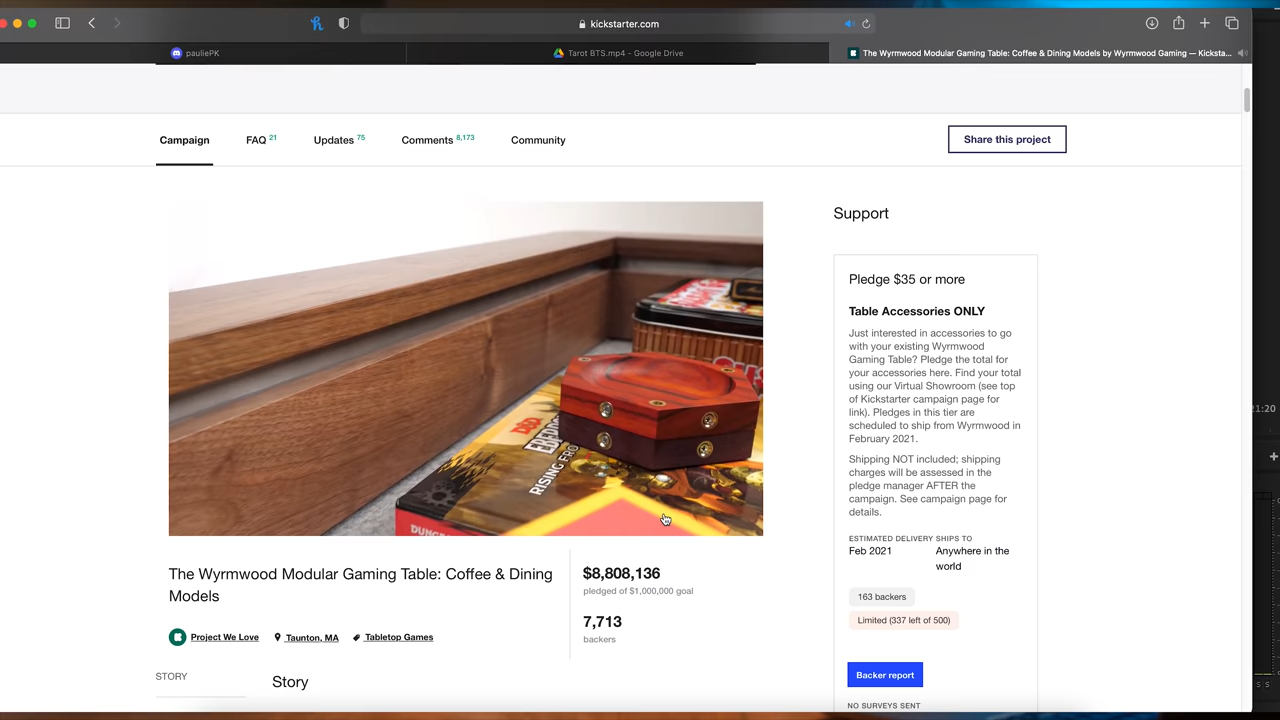 kickstarter.com
pauliePK
Tarot BTS.mp4 - Google Drive
The Wyrmwood Modular Gaming Table: Coffee & Dining Models by Wyrmwood Gaming — Kicksta...
Campaign
FAQ 21
Updates 75
Comments 8,173
Community
Share this project
Support
Pledge $35 or more
Table Accessories ONLY
Just interested in accessories to go
with your existing Wyrmwood
Gaming Table? Pledge the total for
your accessories here. Find your total
using our Virtual Showroom (see top
of Kickstarter campaign page for
link). Pledges in this tier are
scheduled to ship from Wyrmwood in
February 2021.
Shipping NOT included; shipping
charges will be assessed in the
pledge manager AFTER the
campaign. See campaign page for
details.
ESTIMATED DELIVERY SHIPS TO
Feb 2021 Anywhere in the
world
163 backers
Limited (337 left of 500)
Backer report
NO SURVEYS SENT
D&D
RISING FRO
DUNGE
The Wyrmwood Modular Gaming Table: Coffee & Dining
Models
$8,808,136
pledged of $1,000,000 goal
7,713
backers
Project We Love
Taunton, MA
Tabletop Games
STORY
Story
21:20
S S